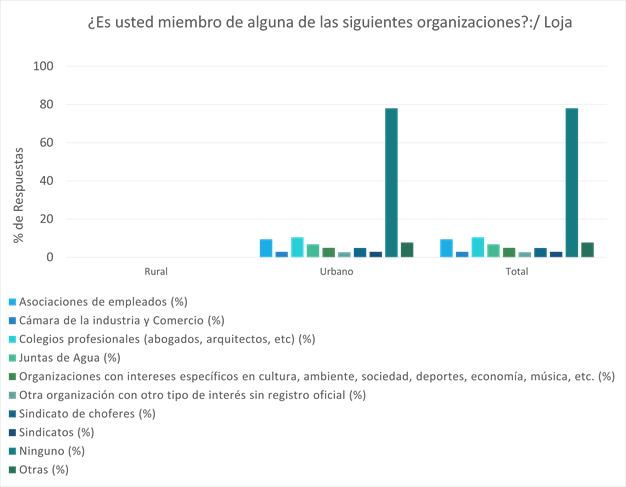 ¿Es usted miembro de alguna de las siguientes organizaciones?:/ Loja
100
80
60
40
20
0
% de Respuestas
Rural
Urbano
Total
Asociaciones de empleados (%)
Cámara de la industria y Comercio (%)
Colegios profesionales (abogados, arquitectos, etc) (%)
Juntas de Agua (%)
Organizaciones con intereses específicos en cultura, ambiente, sociedad, deportes, economía, música, etc. (%)
Otra organización con otro tipo de interés sin registro oficial (%)
Sindicato de choferes (%)
Sindicatos (%)
Ninguno (%)
Otras (%)